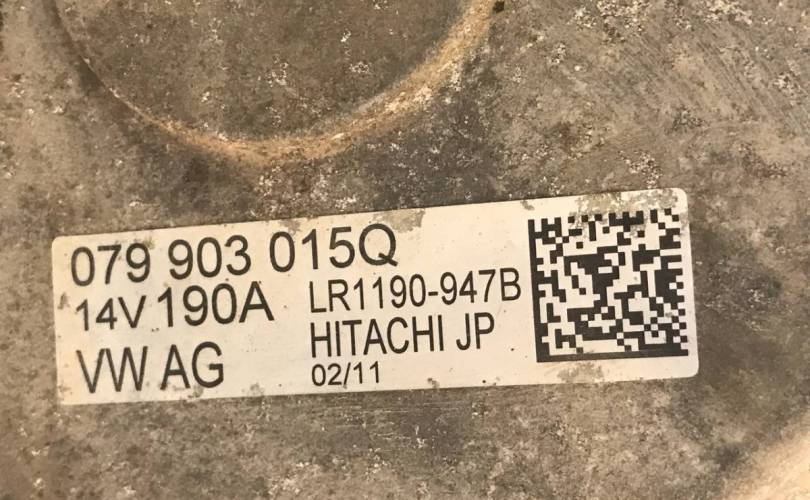 079 903 015Q
14V 190A LR1190-947B
VW AG HITACHI JP
02/11